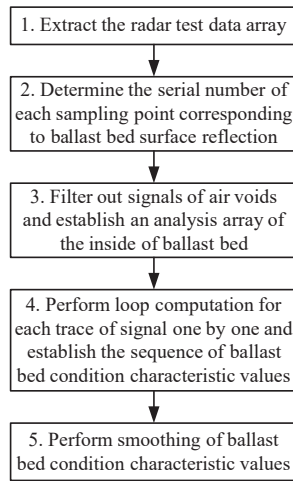 1. Extract the radar test data array
2. Determine the serial number of
each sampling point corresponding
to ballast bed surface reflection
3. Filter out signals of air voids
and establish an analysis array of
the inside of ballast bed
4. Perform loop computation for
each trace of signal one by one and
establish the sequence of ballast
bed condition characteristic values
5. Perform smoothing of ballast
bed condition characteristic values